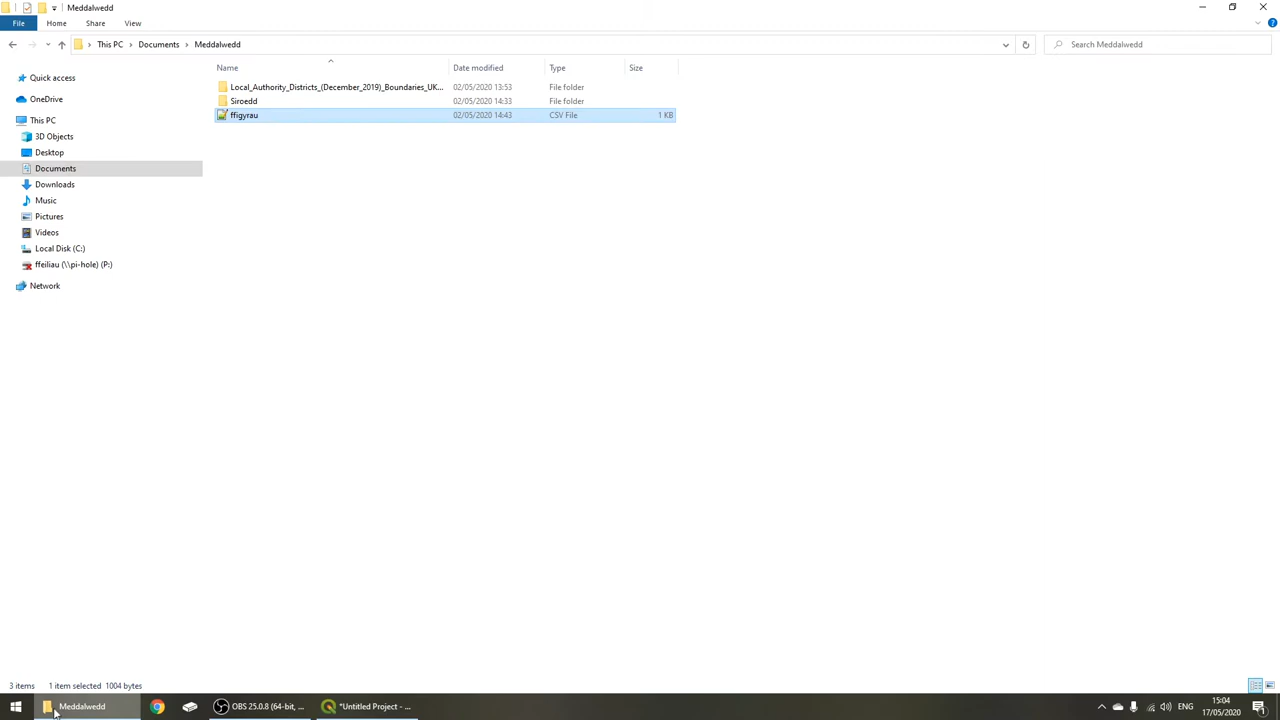 Meddalwedd
File Home Share View
This PC Documents Meddalwedd Search Meddalwedd
Name Date modified Type Size
Quick access
OneDrive
This PC
3D Objects
Desktop
Documents
Downloads
Music
Pictures
Videos
Local Disk (C:)
ffeiliau (\\pi-hole) (P:)
Network
Local_Authority_Districts_(December_2019)_Boundaries_UK... 02/05/2020 13:53 File folder
Siroedd 02/05/2020 14:33 File folder
ffigyrau 02/05/2020 14:43 CSV File 1 KB
3 items 1 item selected 1004 bytes
Meddalwedd OBS 25.0.8 (64-bit, ... *Untitled Project - ... ENG 15:04
17/05/2020 1